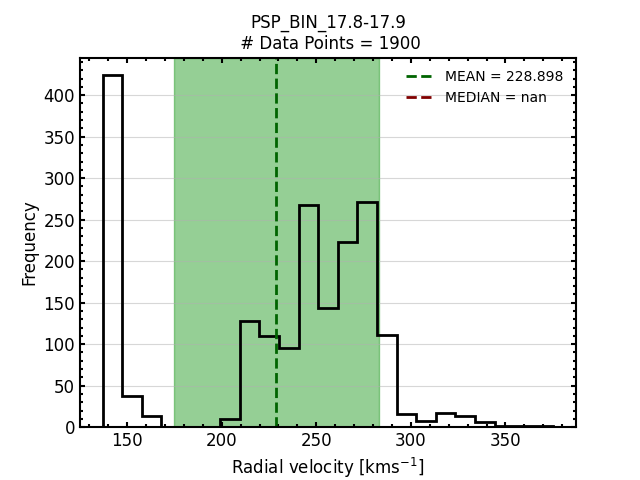 PSP_BIN_17.8-17.9
# Data Points = 1900
MEAN = 228.898
MEDIAN = nan
400
350
300
250
200
150
100
50
0
Frequency
150 200 250 300 350
Radial velocity [kms⁻¹]